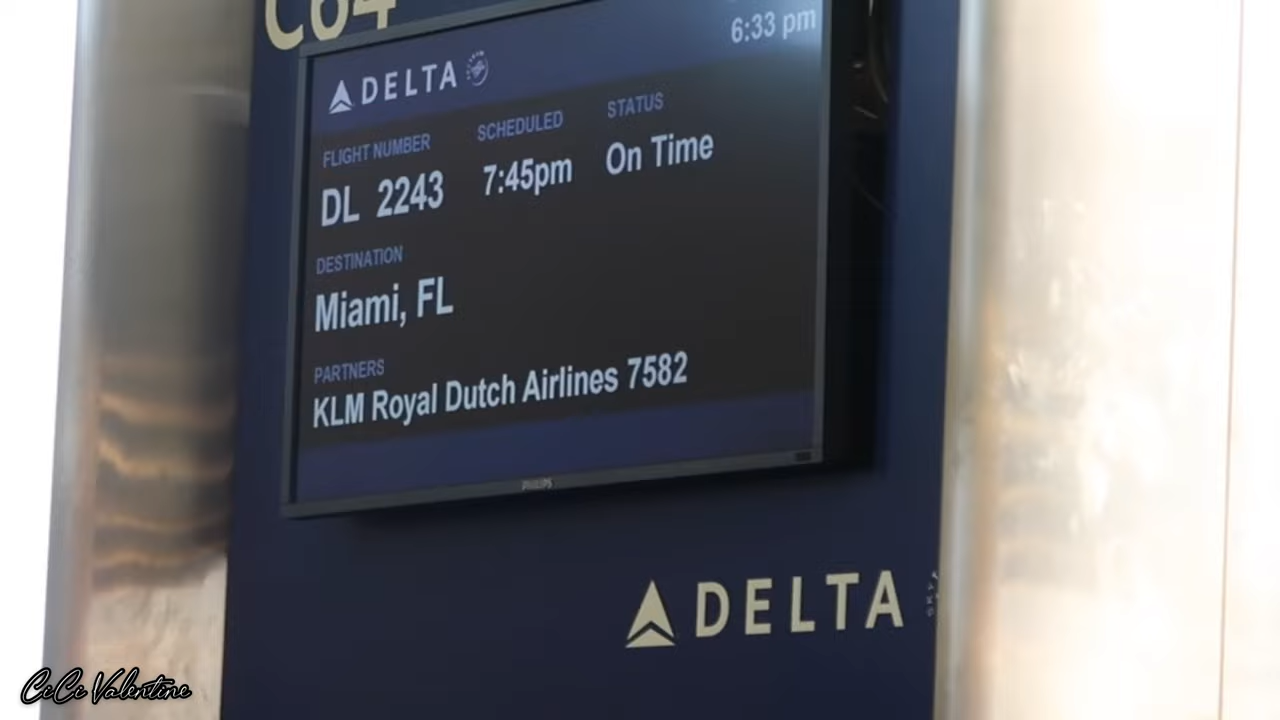 C64
6:33 pm
DELTA
FLIGHT NUMBER SCHEDULED STATUS
DL 2243 7:45pm On Time
DESTINATION
Miami, FL
PARTNERS
KLM Royal Dutch Airlines 7582
PHILIPS
DELTA
CeCe Valentine